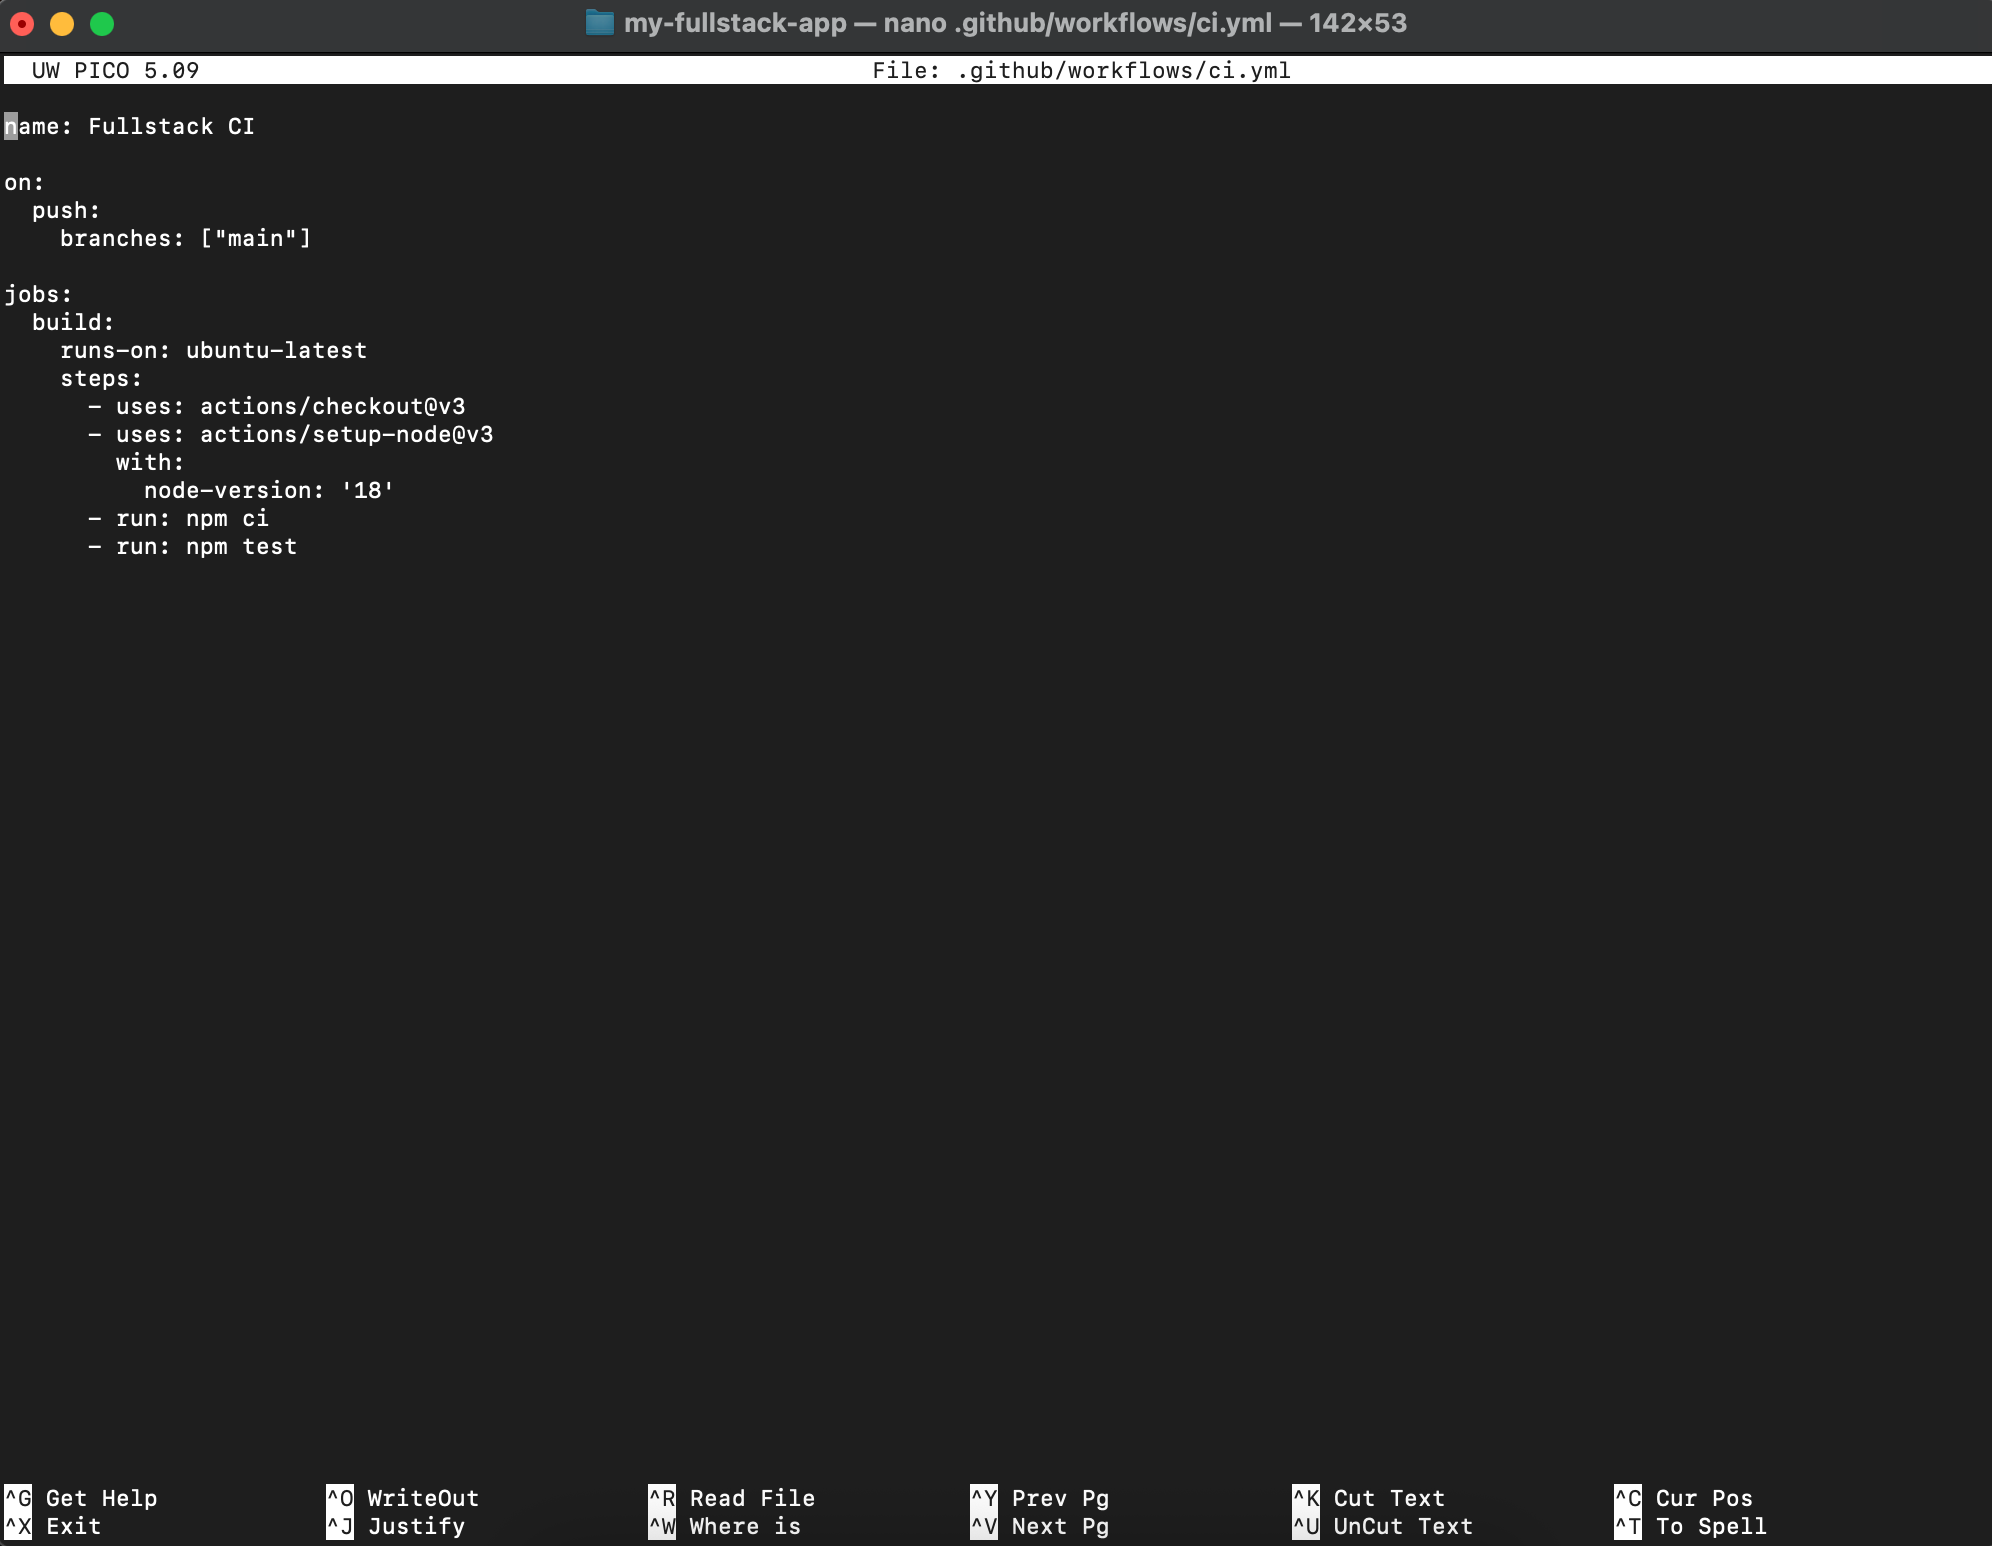 my-fullstack-app — nano .github/workflows/ci.yml — 142×53
UW PICO 5.09 File: .github/workflows/ci.yml
name: Fullstack CI
on:
  push:
    branches: ["main"]
jobs:
  build:
    runs-on: ubuntu-latest
    steps:
      - uses: actions/checkout@v3
      - uses: actions/setup-node@v3
        with:
          node-version: '18'
      - run: npm ci
      - run: npm test
^G Get Help ^O WriteOut ^R Read File ^Y Prev Pg ^K Cut Text ^C Cur Pos
^X Exit ^J Justify ^W Where is ^V Next Pg ^U UnCut Text ^T To Spell